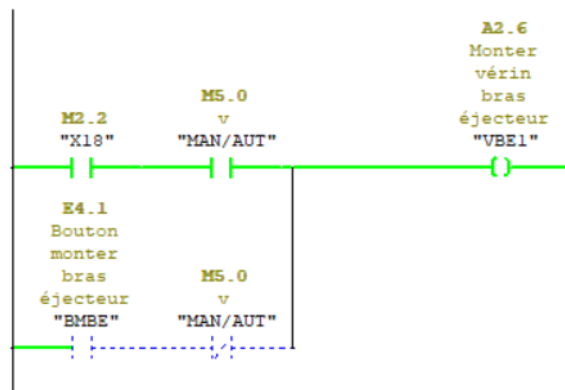 A2.6
Monter
vérin
bras
éjecteur
"VBE1"
M2.2
"X18"
M5.0
v
"MAN/AUT"
E4.1
Bouton
monter
bras
éjecteur
"BMBE"
M5.0
v
"MAN/AUT"